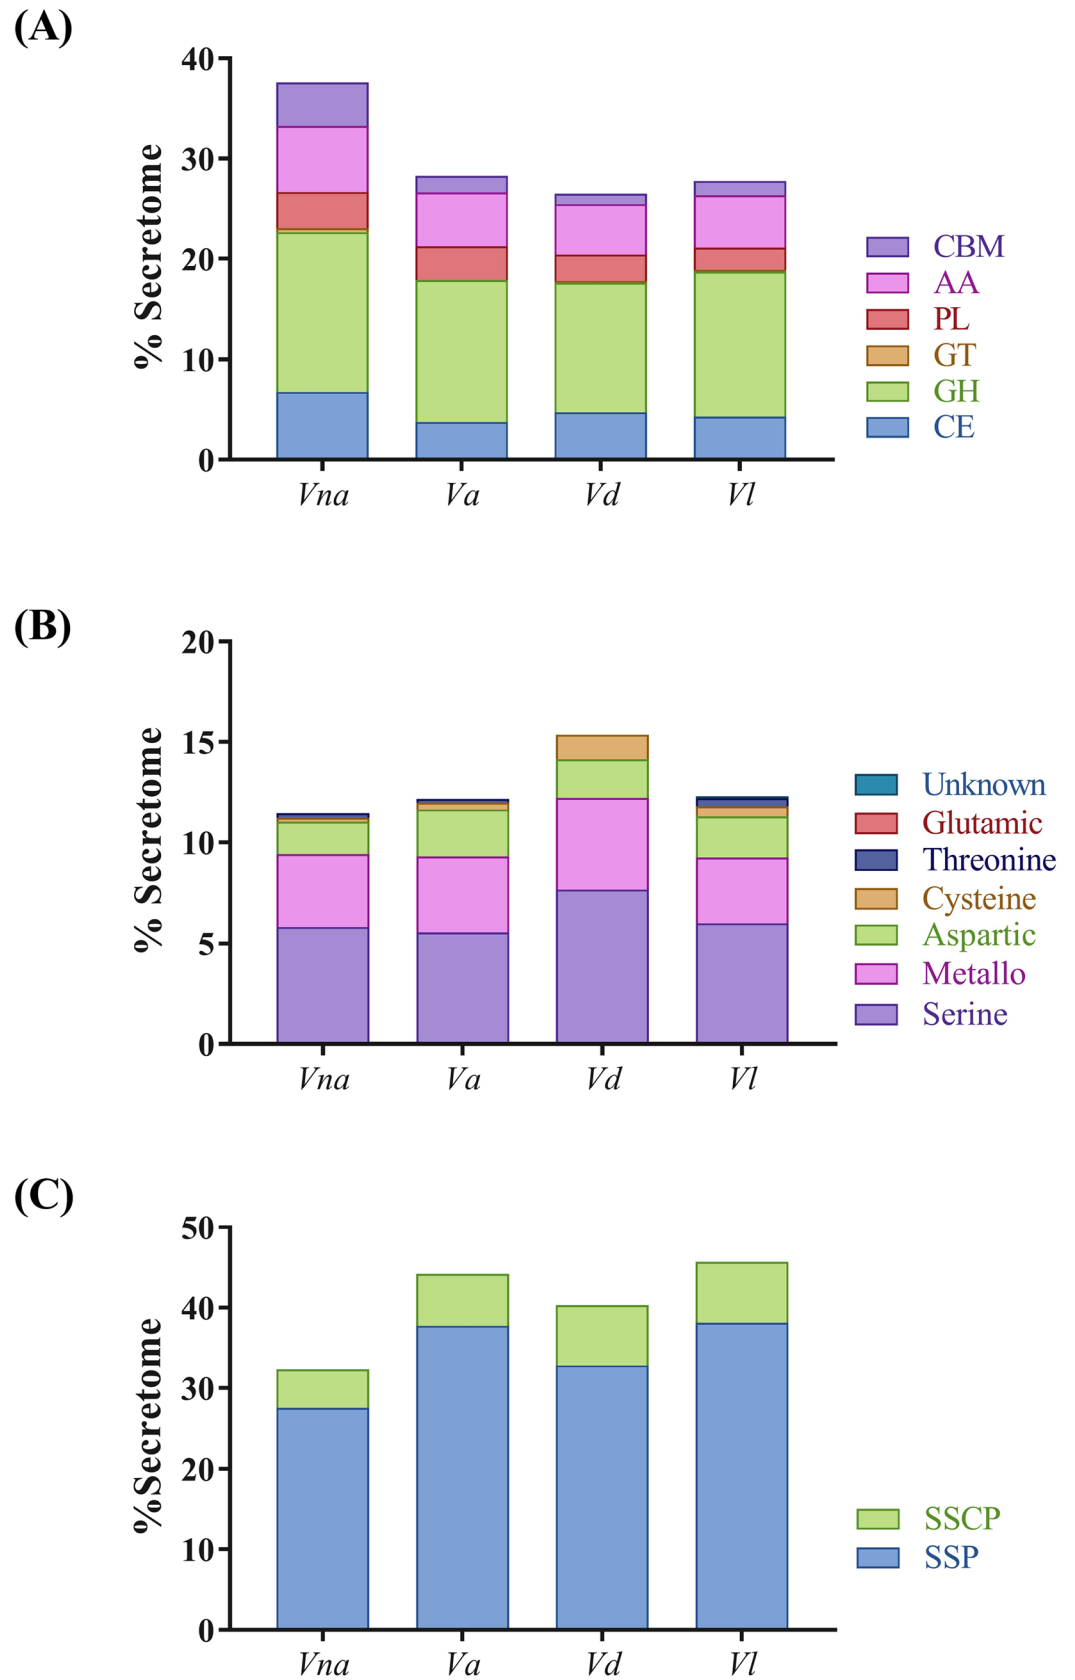 (A)
% Secretome
40
30
20
10
0
Vna Va Vd Vl
CBM
AA
PL
GT
GH
CE
(B)
% Secretome
20
15
10
5
0
Vna Va Vd Vl
Unknown
Glutamic
Threonine
Cysteine
Aspartic
Metallo
Serine
(C)
%Secretome
50
40
30
20
10
0
Vna Va Vd Vl
SSCP
SSP